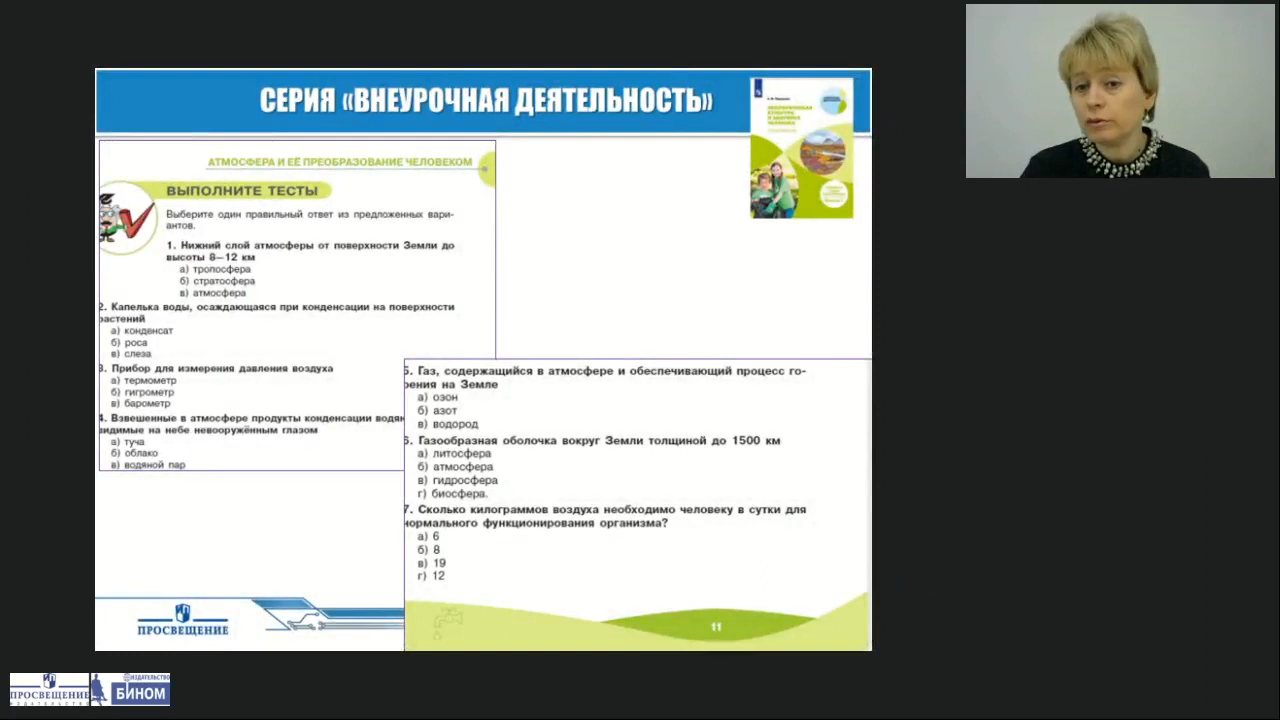 СЕРИЯ «ВНЕУРОЧНАЯ ДЕЯТЕЛЬНОСТЬ»
АТМОСФЕРА И ЕЁ ПРЕОБРАЗОВАНИЕ ЧЕЛОВЕКОМ
ВЫПОЛНИТЕ ТЕСТЫ
Выберите один правильный ответ из предложенных вари-
антов.
1. Нижний слой атмосферы от поверхности Земли до
высоты 8—12 км
а) тропосфера
б) стратосфера
в) атмосфера
2. Капелька воды, осаждающаяся при конденсации на поверхности
растений
а) конденсат
б) роса
в) слеза
3. Прибор для измерения давления воздуха
а) термометр
б) гигрометр
в) барометр
4. Взвешенные в атмосфере продукты конденсации водян
видимые на небе невооружённым глазом
а) туча
б) облако
в) водяной пар
5. Газ, содержащийся в атмосфере и обеспечивающий процесс го-
рения на Земле
а) озон
б) азот
в) водород
6. Газообразная оболочка вокруг Земли толщиной до 1500 км
а) литосфера
б) атмосфера
в) гидросфера
г) биосфера.
7. Сколько килограммов воздуха необходимо человеку в сутки для
нормального функционирования организма?
а) 6
б) 8
в) 19
г) 12
11
ПРОСВЕЩЕНИЕ
ПРОСВЕЩЕНИЕ
ИЗДАТЕЛЬСТВО
ИЗДАТЕЛЬСТВО
БИНОМ